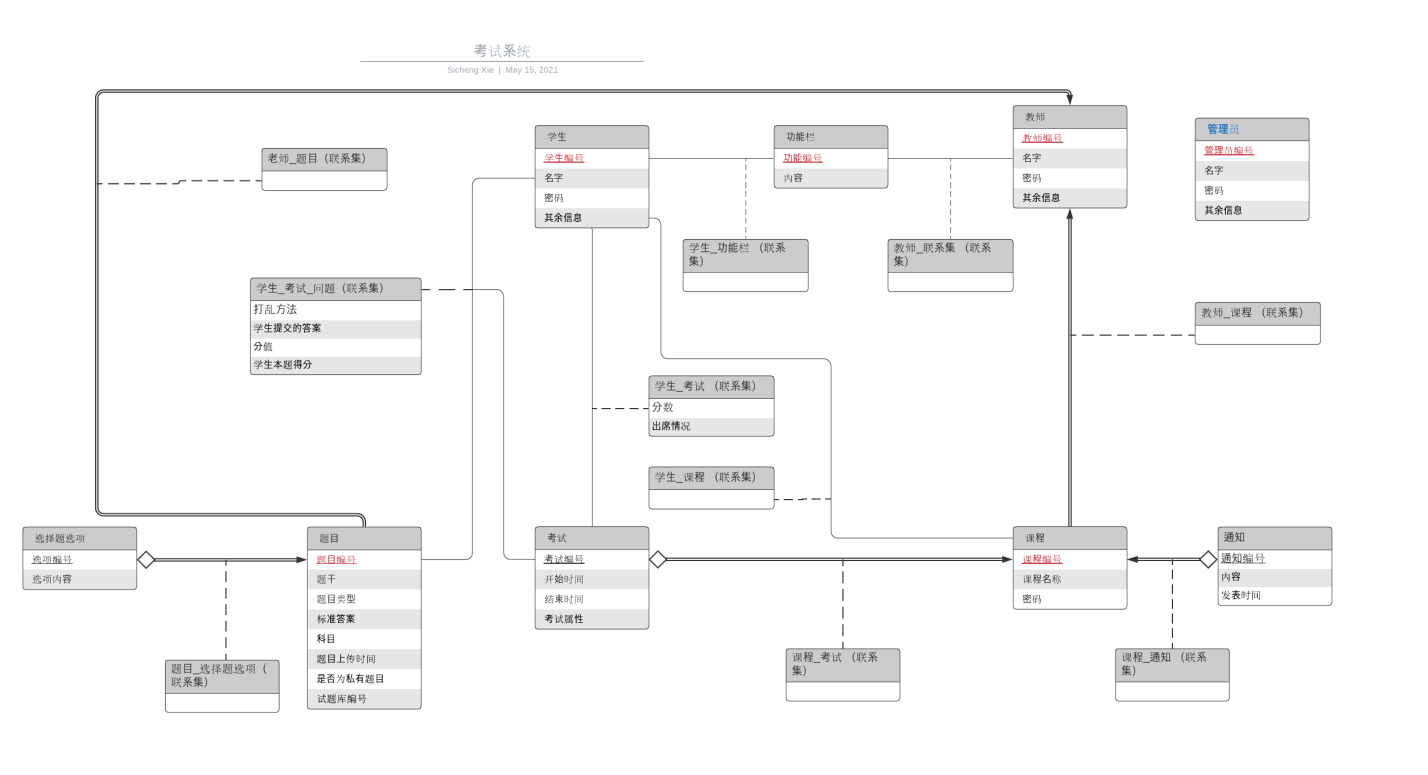 考试系统
Sicheng Xie | May 15, 2021
教师
教师编号
名字
密码
其余信息
管理员
管理员编号
名字
密码
其余信息
学生
学生编号
名字
密码
其余信息
功能栏
功能编号
内容
老师_题目（联系集）
学生_功能栏 （联系
集）
教师_联系集 （联系
集）
学生_考试_问题（联系集）
打乱方法
学生提交的答案
分值
学生本题得分
教师_课程 （联系集）
学生_考试 （联系集）
分数
出席情况
学生_课程 （联系集）
选择题选项
选项编号
选项内容
题目
题目编号
题干
题目类型
标准答案
科目
题目上传时间
是否为私有题目
试题库编号
考试
考试编号
开始时间
结束时间
考试属性
课程
课程编号
课程名称
密码
通知
通知编号
内容
发表时间
题目_选择题选项（
联系集）
课程_考试 （联系
集）
课程_通知 （联系
集）